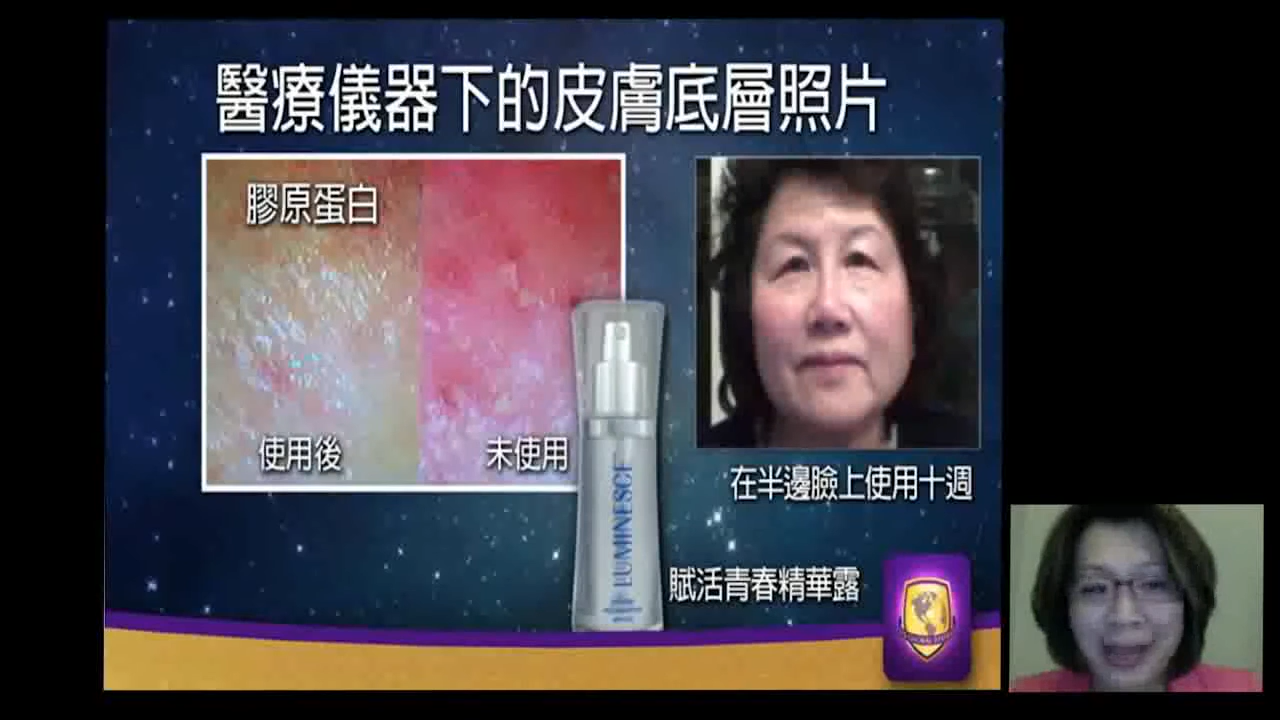 醫療儀器下的皮膚底層照片
膠原蛋白
使用後
未使用
在半邊臉上使用十週
LUMINESCE
賦活青春精華露